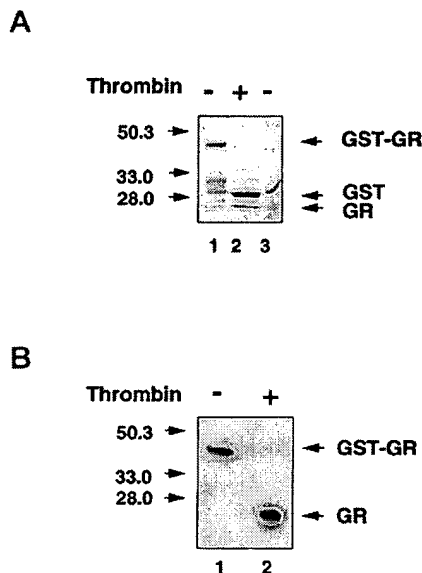 A
Thrombin - + -
50.3 GST-GR
33.0
28.0 GST
GR
1 2 3
B
Thrombin - +
50.3 GST-GR
33.0
28.0
GR
1 2